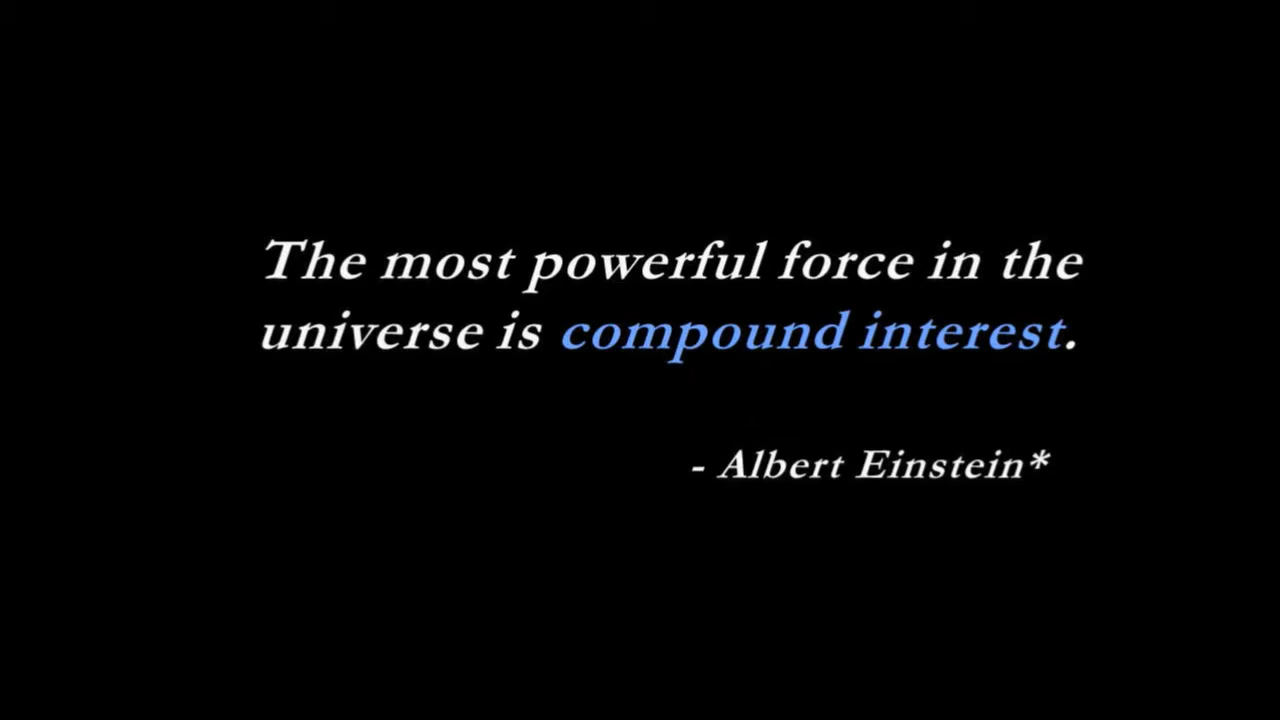 The most powerful force in the
universe is compound interest.
- Albert Einstein*